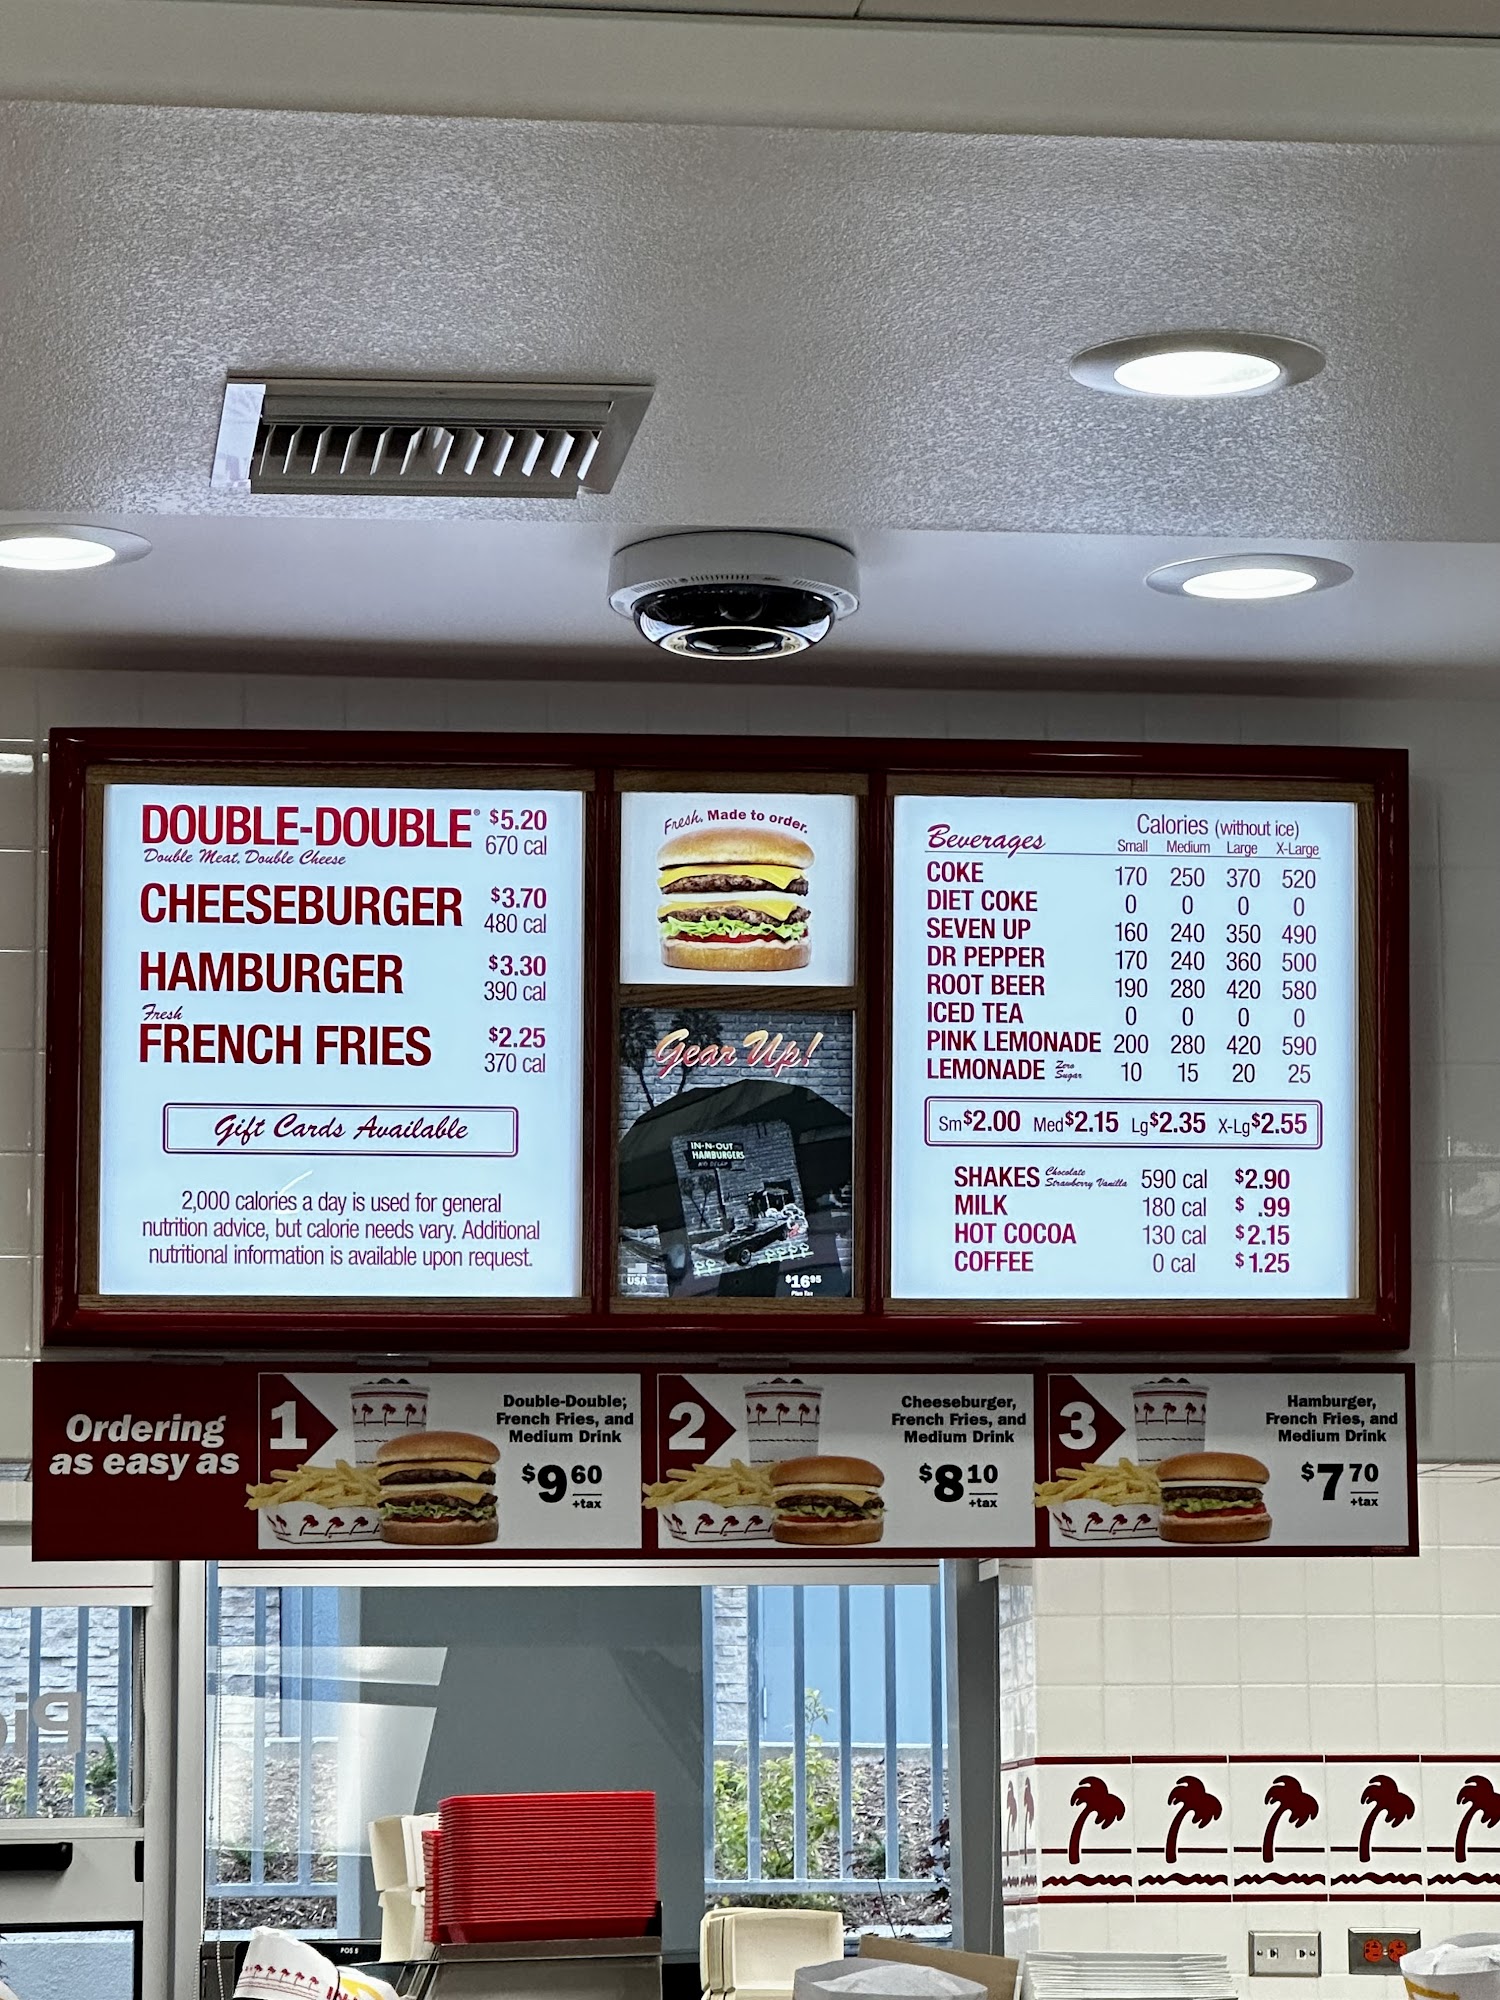 DOUBLE-DOUBLE® $5.20
Double Meat, Double Cheese 670 cal
CHEESEBURGER $3.70
480 cal
HAMBURGER $3.30
390 cal
Fresh
FRENCH FRIES $2.25
370 cal
Gift Cards Available
2,000 calories a day is used for general
nutrition advice, but calorie needs vary. Additional
nutritional information is available upon request.
Fresh, Made to order.
Gear Up!
IN-N-OUT
HAMBURGERS
NO DELAY
USA
$16.95
Plus Tax
Beverages Calories (without ice)
Small Medium Large X-Large
COKE 170 250 370 520
DIET COKE 0 0 0 0
SEVEN UP 160 240 350 490
DR PEPPER 170 240 360 500
ROOT BEER 190 280 420 580
ICED TEA 0 0 0 0
PINK LEMONADE 200 280 420 590
LEMONADE Zero Sugar 10 15 20 25
Sm $2.00 Med $2.15 Lg $2.35 X-Lg $2.55
SHAKES Chocolate Strawberry Vanilla 590 cal $2.90
MILK 180 cal $ .99
HOT COCOA 130 cal $2.15
COFFEE 0 cal $1.25
Ordering
as easy as
1
Double-Double,
French Fries, and
Medium Drink
$9 60
+tax
2
Cheeseburger,
French Fries, and
Medium Drink
$8 10
+tax
3
Hamburger,
French Fries, and
Medium Drink
$7 70
+tax
POS 5